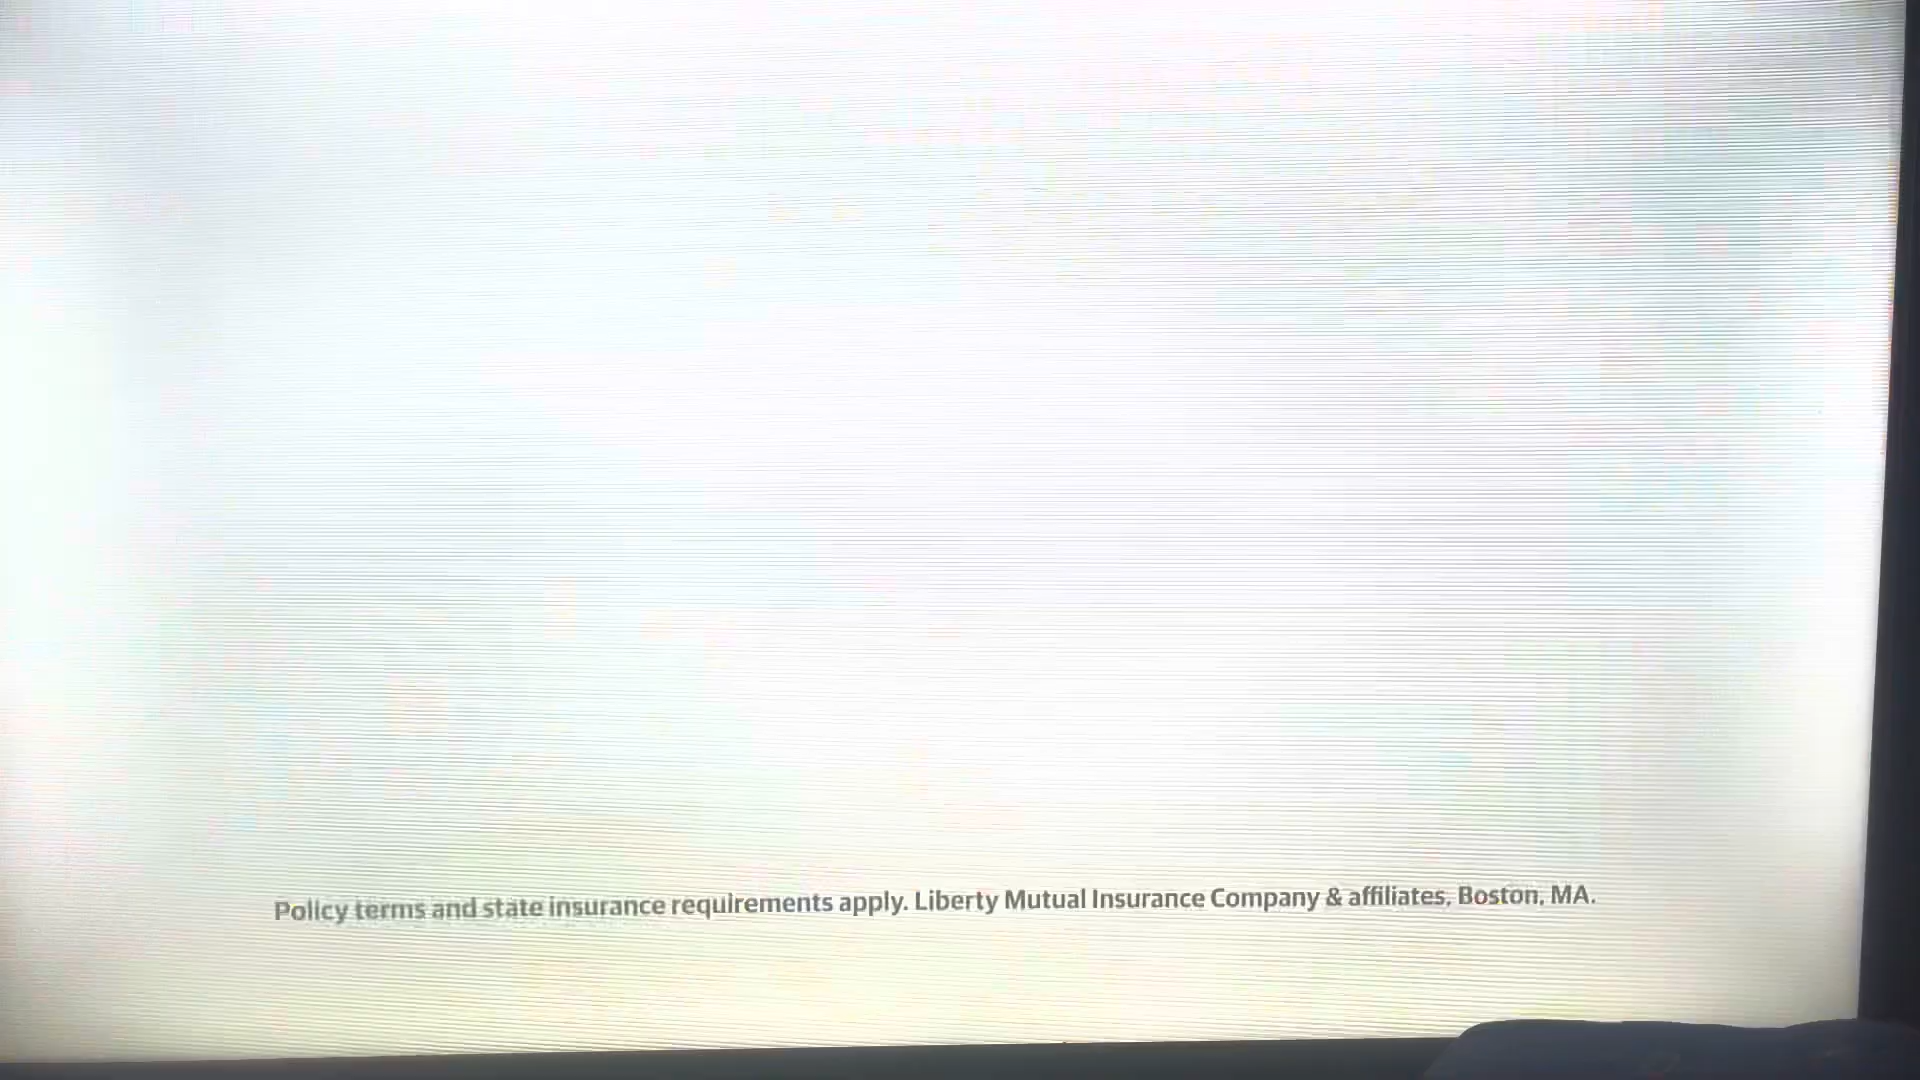 Policy terms and state insurance requirements apply. Liberty Mutual Insurance Company & affiliates, Boston, MA.